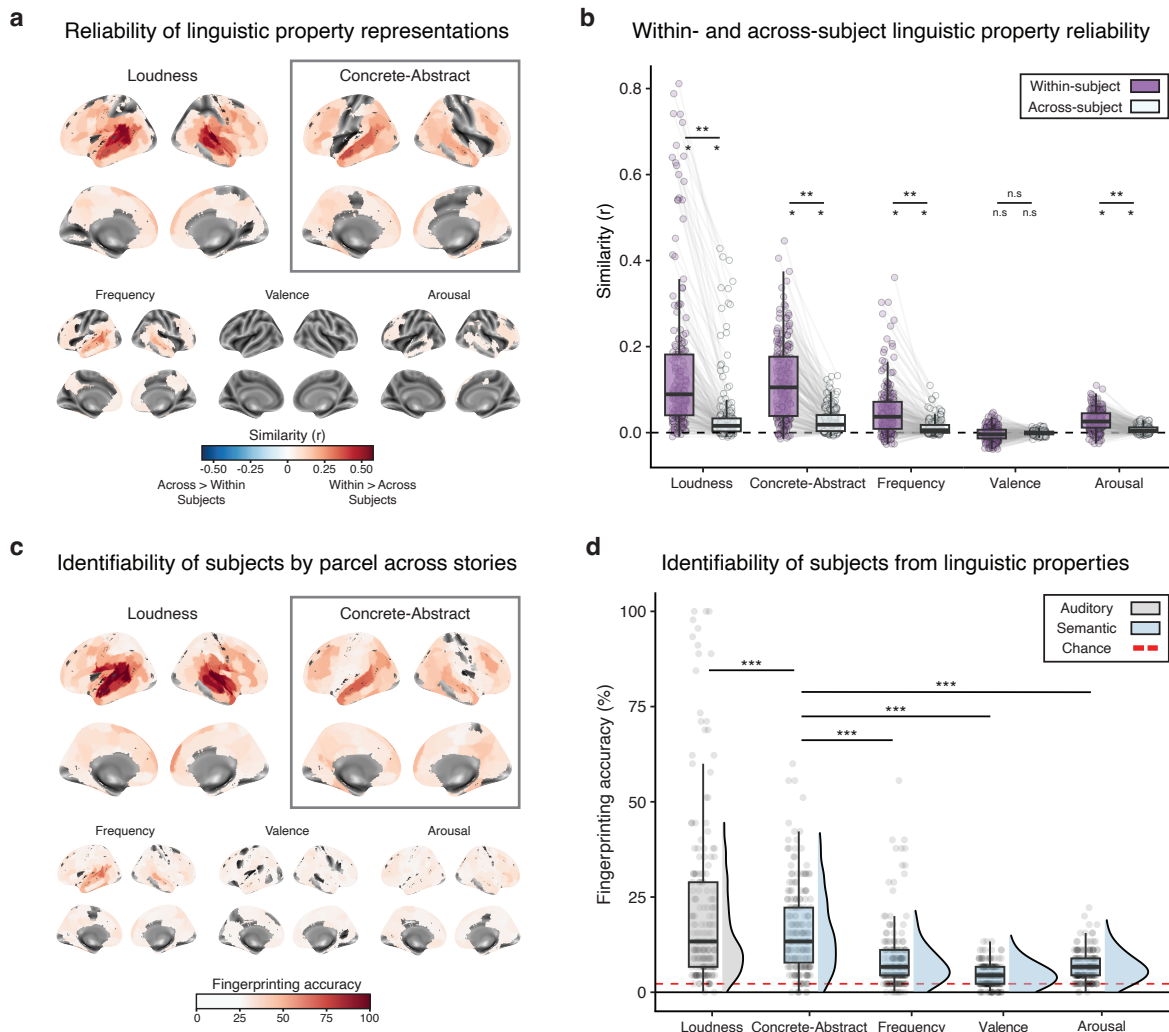 a
Reliability of linguistic property representations
Loudness
Concrete-Abstract
Frequency
Valence
Arousal
Similarity (r)
-0.50 -0.25 0 0.25 0.50
Across > Within
Subjects
Within > Across
Subjects
b
Within- and across-subject linguistic property reliability
Within-subject
Across-subject
Similarity (r)
0.8
0.6
0.4
0.2
0.0
**
* *
**
* *
**
* *
n.s
n.s n.s
**
* *
Loudness Concrete-Abstract Frequency Valence Arousal
c
Identifiability of subjects by parcel across stories
Loudness
Concrete-Abstract
Frequency
Valence
Arousal
Fingerprinting accuracy
0 25 50 75 100
d
Identifiability of subjects from linguistic properties
Auditory
Semantic
Chance
Fingerprinting accuracy (%)
100
75
50
25
0
***
***
***
***
Loudness Concrete-Abstract Frequency Valence Arousal